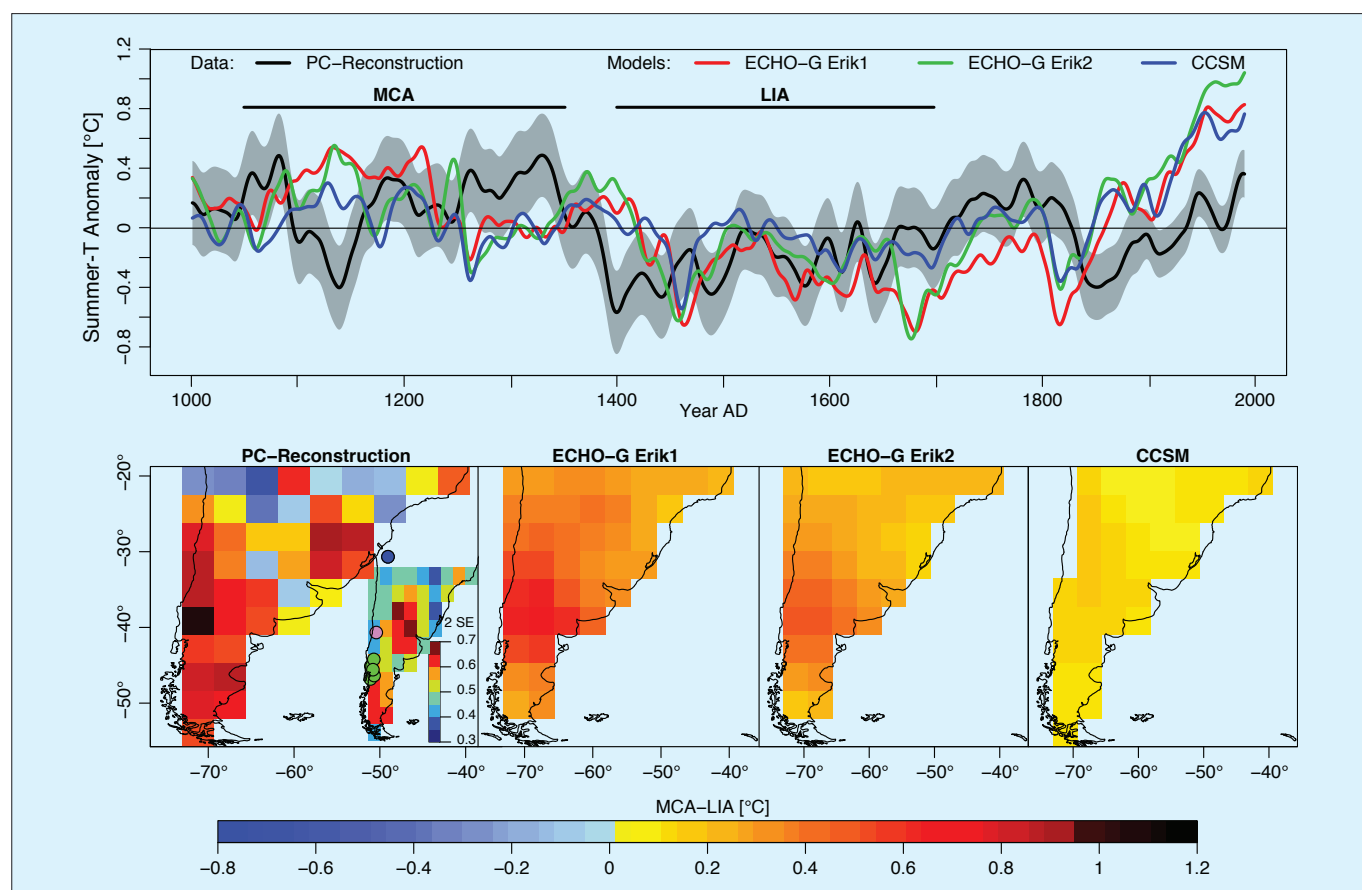 Data: PC–Reconstruction Models: ECHO–G Erik1 ECHO–G Erik2 CCSM
MCA LIA
Summer-T Anomaly [°C]
1.2
0.8
0.4
0
−0.4
−0.8
1000 1200 1400 1600 1800 2000
Year AD
PC-Reconstruction ECHO–G Erik1 ECHO–G Erik2 CCSM
−20°
−30°
−40°
−50°
2 SE
0.7
0.6
0.5
0.4
0.3
−70° −60° −50° −40° −70° −60° −50° −40° −70° −60° −50° −40° −70° −60° −50° −40°
MCA−LIA [°C]
−0.8 −0.6 −0.4 −0.2 0 0.2 0.4 0.6 0.8 1 1.2